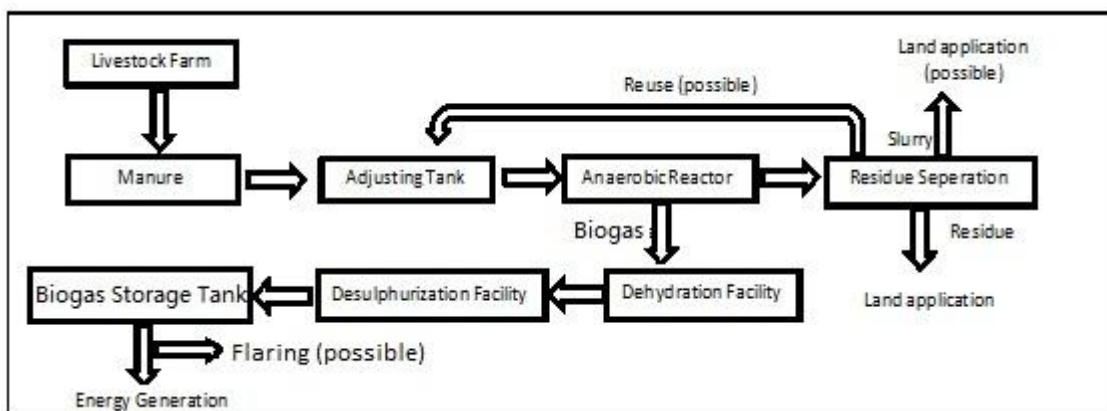 Livestock Farm
Land application
(possible)
Reuse (possible)
Slurry
Manure
Adjusting Tank
Anaerobic Reactor
Residue Seperation
Biogas
Residue
Biogas Storage Tank
Desulphurization Facility
Dehydration Facility
Land application
Flaring (possible)
Energy Generation